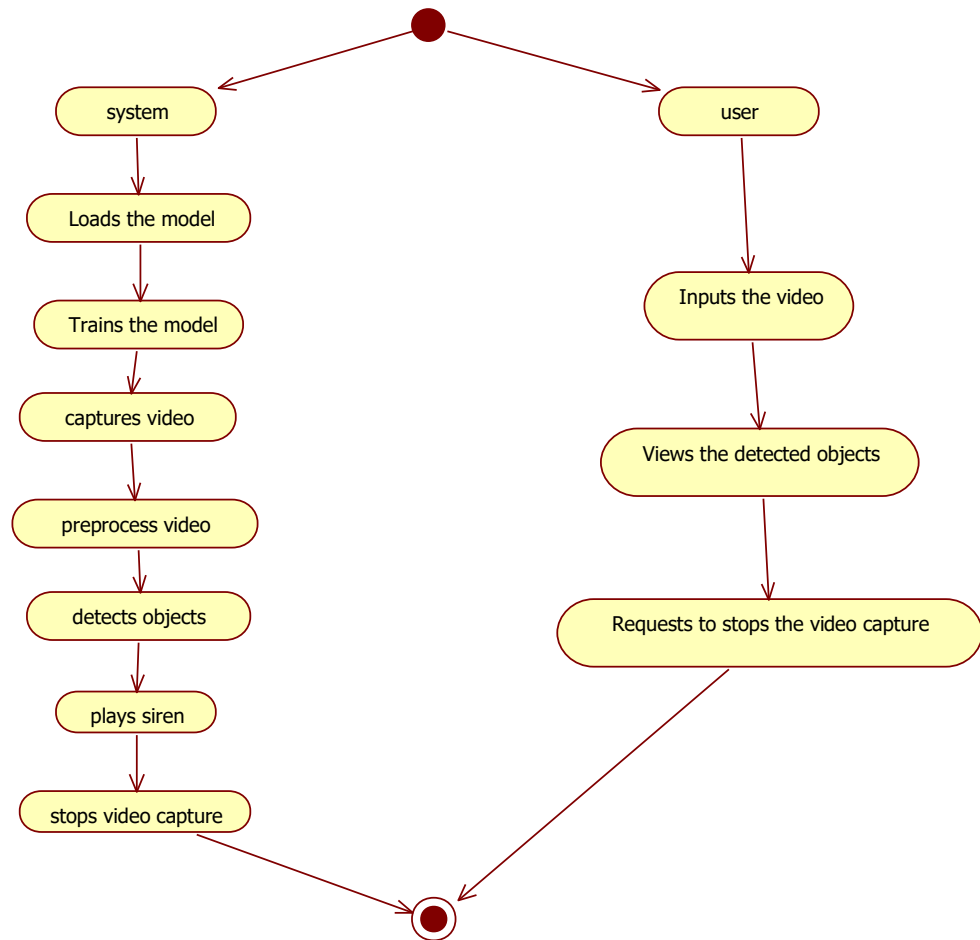 system
user
Loads the model
Inputs the video
Trains the model
captures video
Views the detected objects
preprocess video
detects objects
Requests to stops the video capture
plays siren
stops video capture